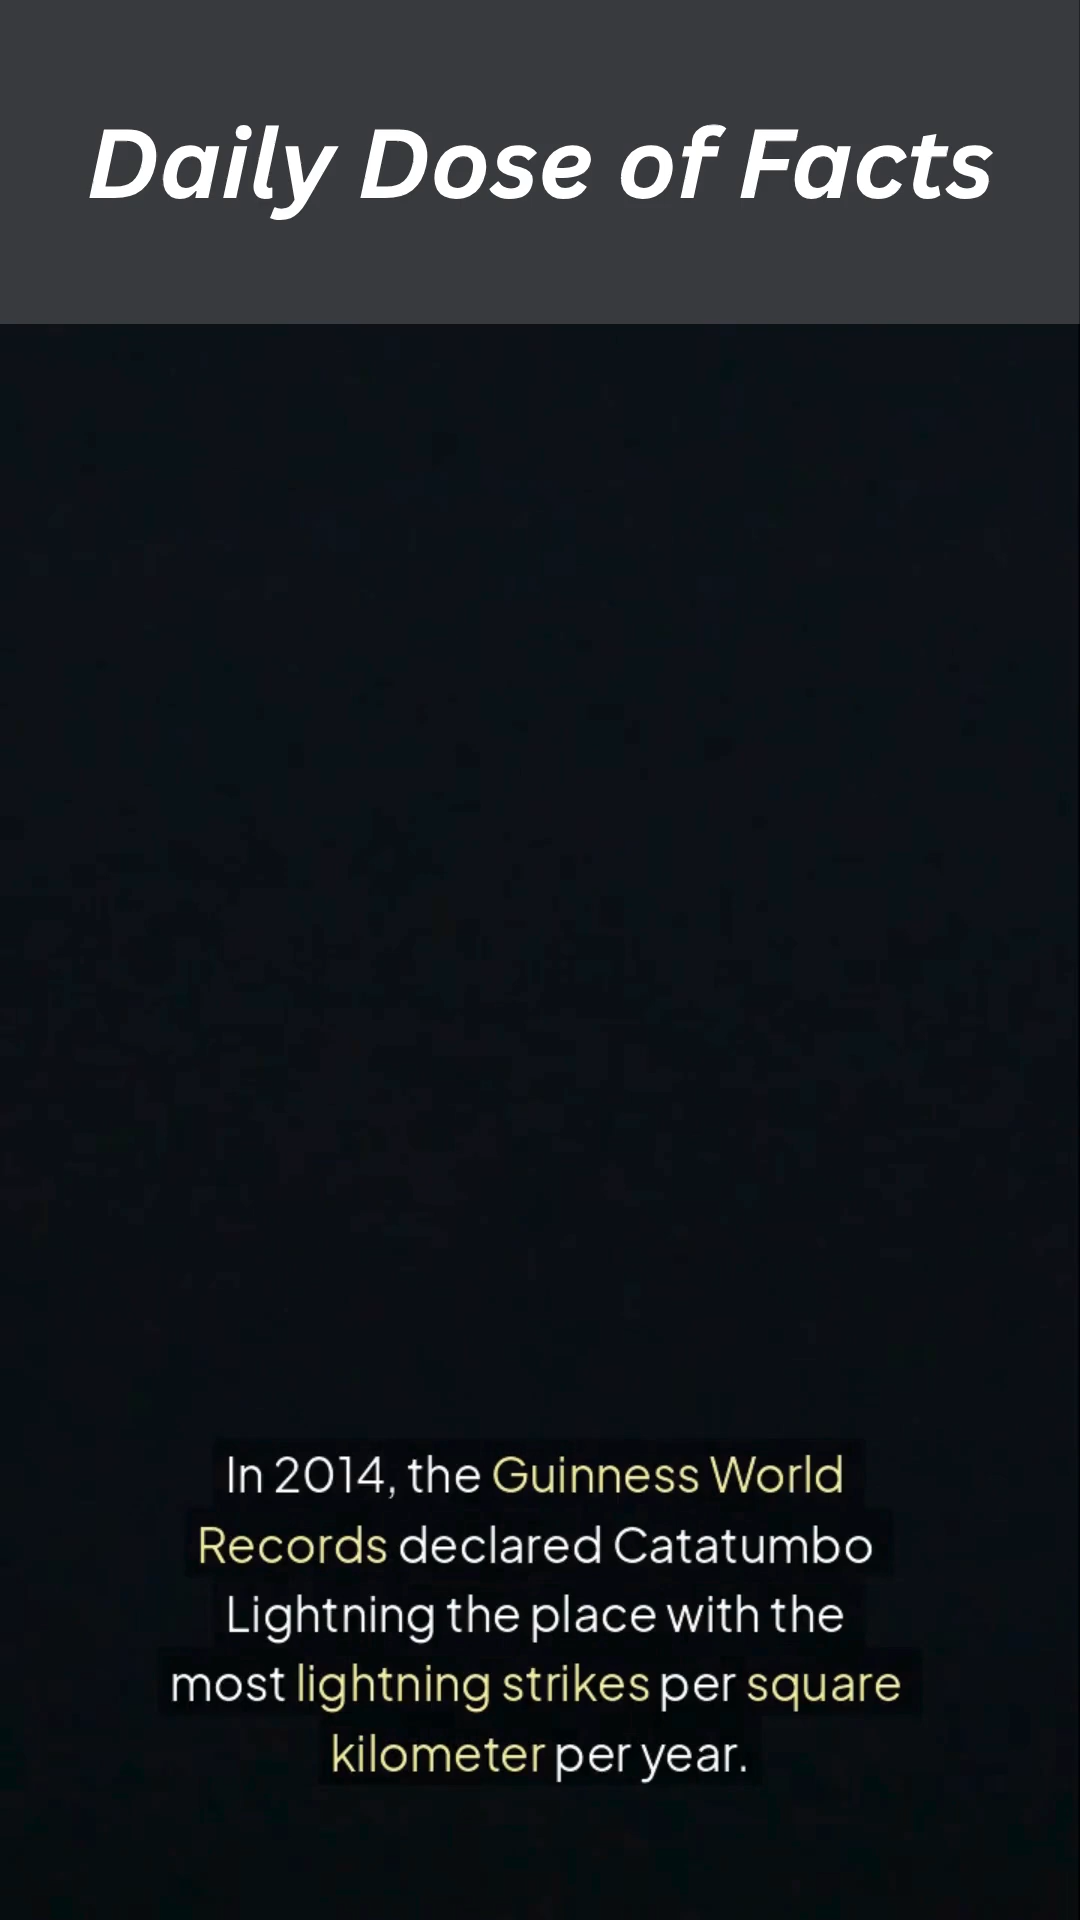 Daily Dose of Facts
In 2014, the Guinness World
Records declared Catatumbo
Lightning the place with the
most lightning strikes per square
kilometer per year.